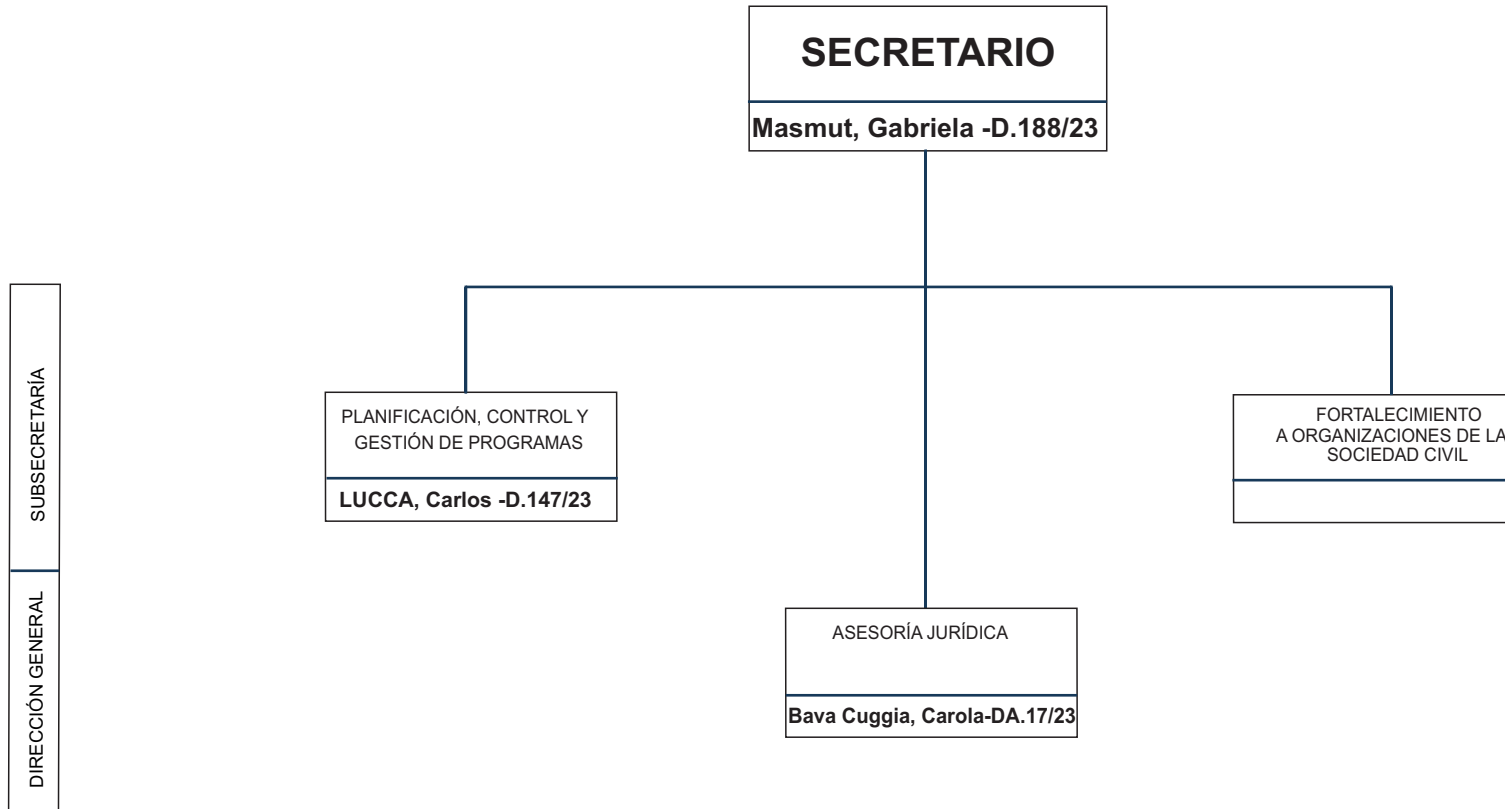 SECRETARIO
Masmut, Gabriela -D.188/23
SUBSECRETARÍA
PLANIFICACIÓN, CONTROL Y
GESTIÓN DE PROGRAMAS
LUCCA, Carlos -D.147/23
FORTALECIMIENTO
A ORGANIZACIONES DE LA
SOCIEDAD CIVIL
DIRECCIÓN GENERAL
ASESORÍA JURÍDICA
Bava Cuggia, Carola-DA.17/23